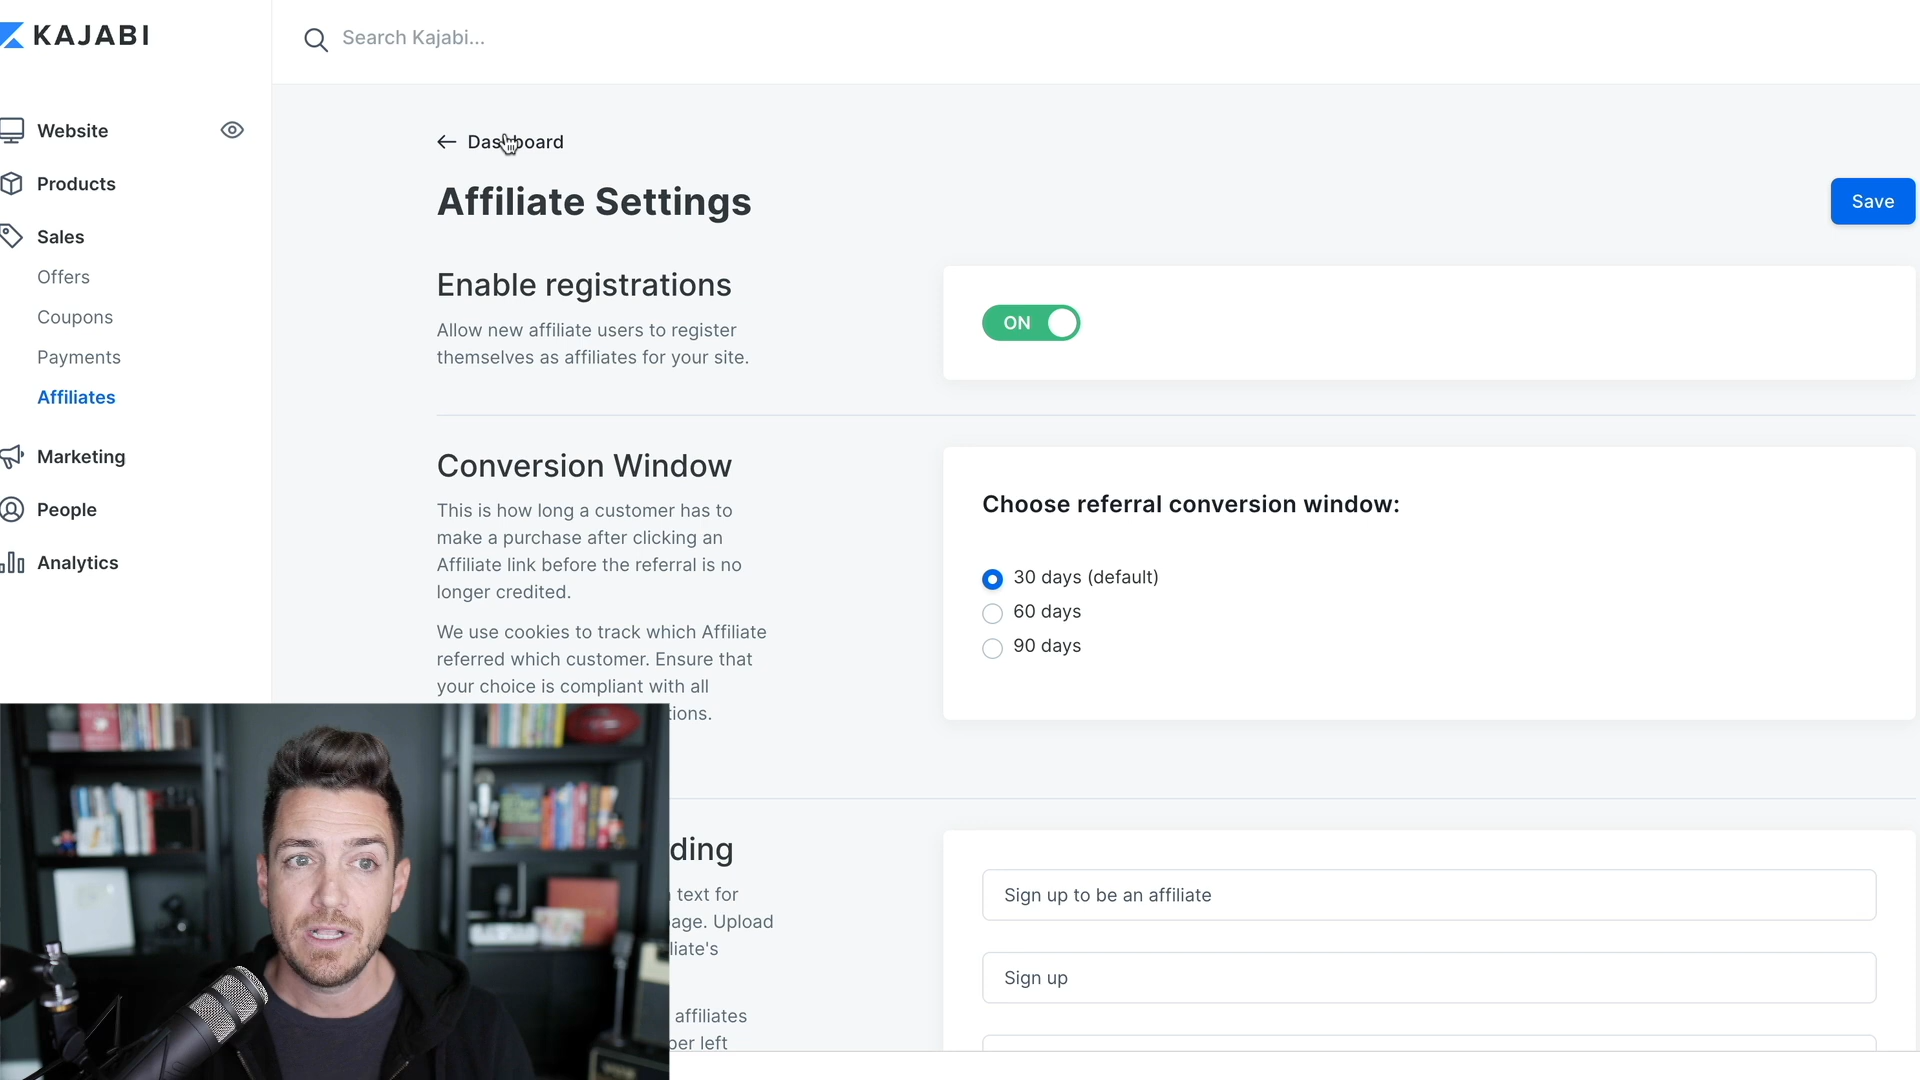 KAJABI
Search Kajabi...
Website
Products
Sales
Offers
Coupons
Payments
Affiliates
Marketing
People
Analytics
Dashboard
Affiliate Settings
Save
Enable registrations
Allow new affiliate users to register
themselves as affiliates for your site.
ON
Conversion Window
This is how long a customer has to
make a purchase after clicking an
Affiliate link before the referral is no
longer credited.
We use cookies to track which Affiliate
referred which customer. Ensure that
your choice is compliant with all
tions.
Choose referral conversion window:
30 days (default)
60 days
90 days
ding
text for
age. Upload
liate's
affiliates
per left
Sign up to be an affiliate
Sign up